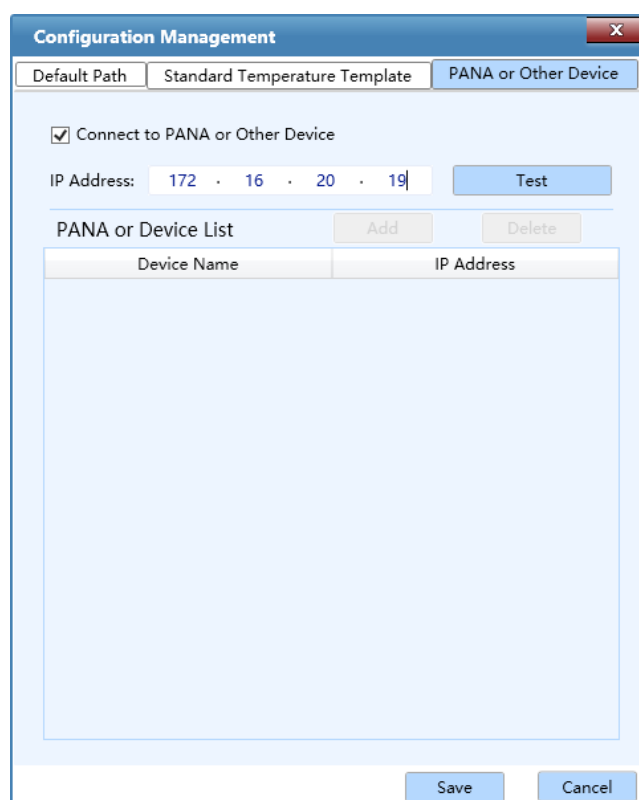 Configuration Management
x
Default Path Standard Temperature Template PANA or Other Device
Connect to PANA or Other Device
IP Address: 172 . 16 . 20 . 19 Test
PANA or Device List Add Delete
Device Name IP Address
Save Cancel